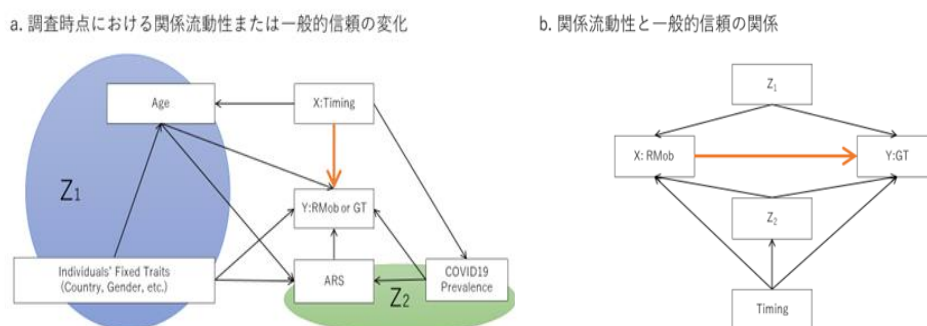 a. 調査時点における関係流動性または一般的信頼の変化
Age
X:Timing
Z1
Y:RMob or GT
Individuals' Fixed Traits
(Country, Gender, etc.)
ARS
COVID19
Prevalence
Z2
b. 関係流動性と一般的信頼の関係
Z1
X: RMob
Y:GT
Z2
Timing